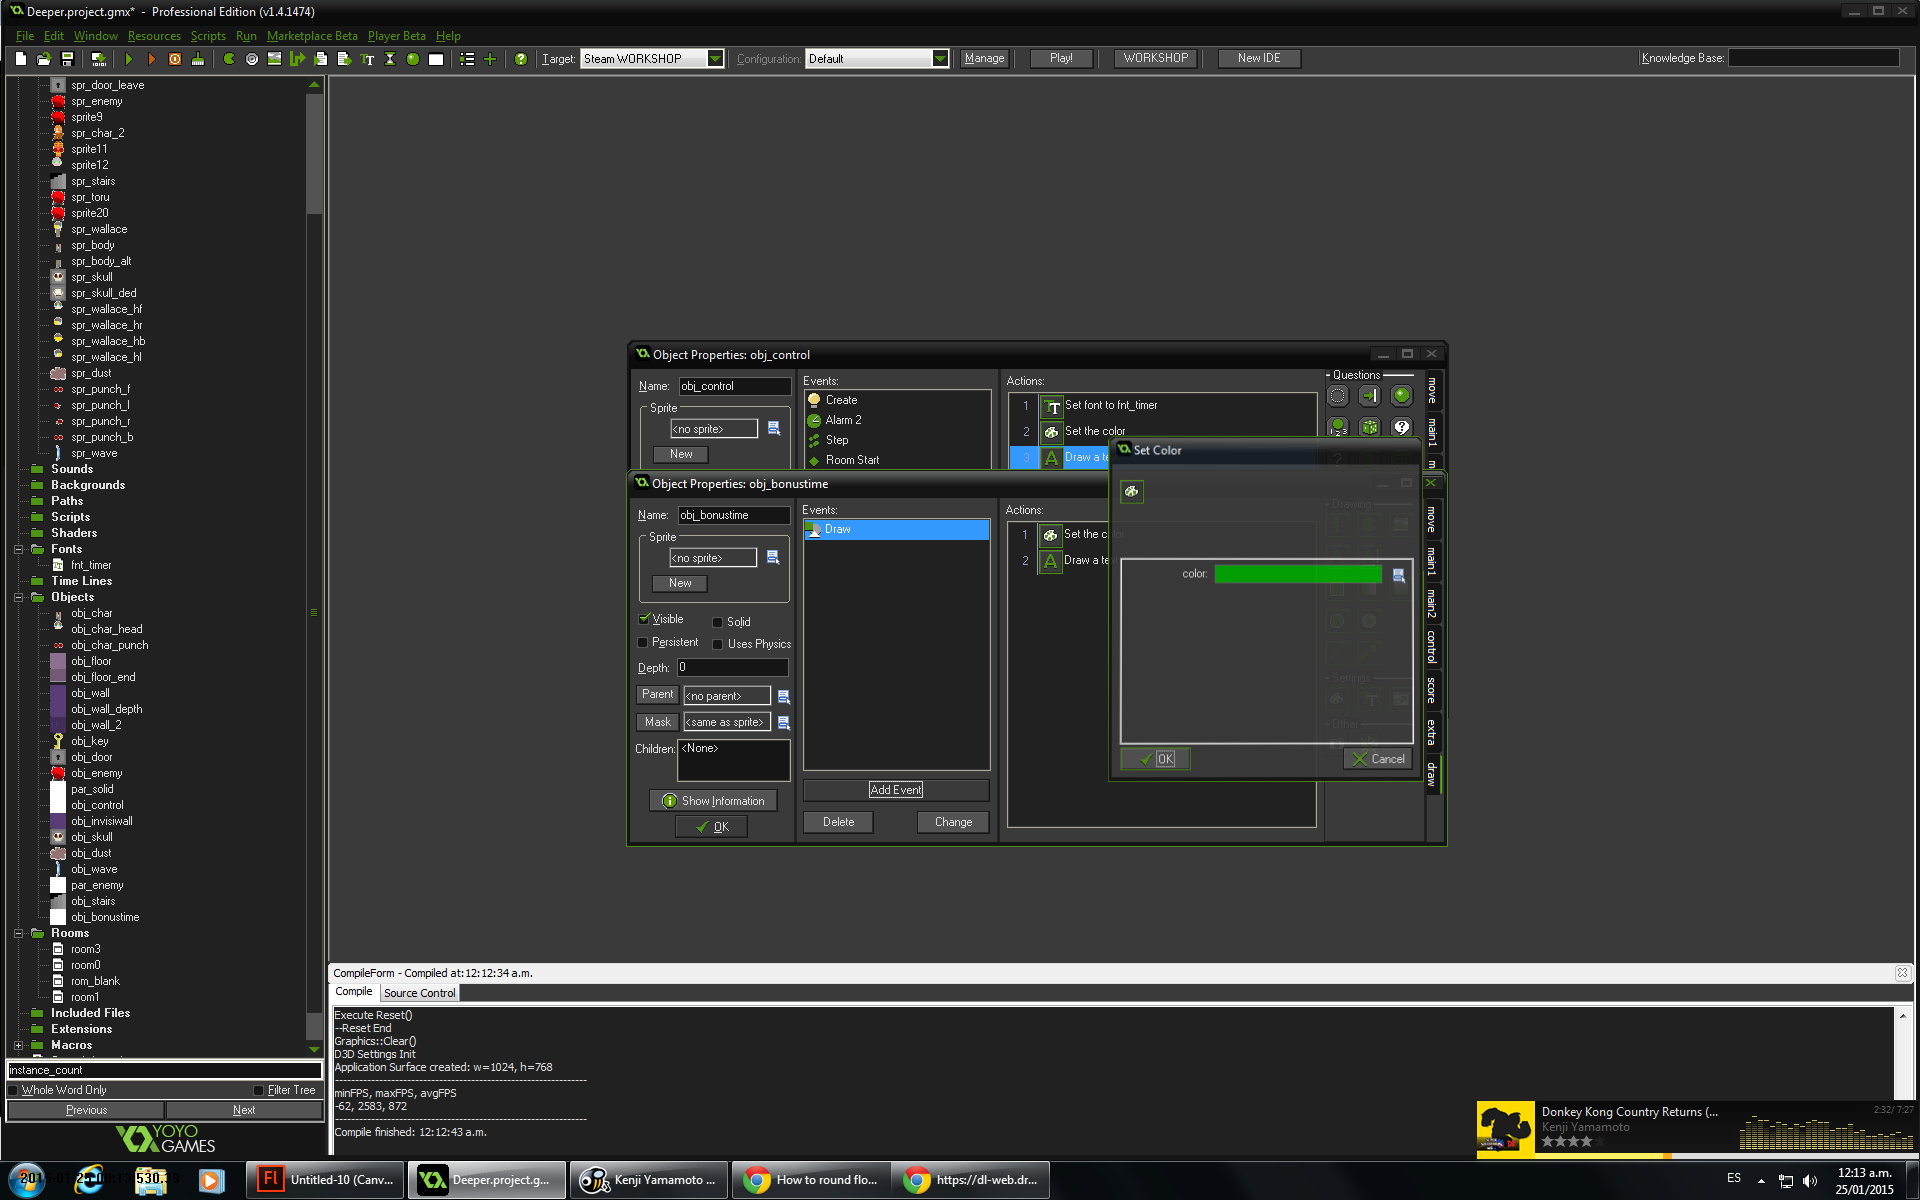 Deeper.project.gmx* - Professional Edition (v1.4.1474)
File Edit Window Resources Scripts Run Marketplace Beta Player Beta Help
Target: Steam WORKSHOP Configuration: Default Manage Play! WORKSHOP New IDE Knowledge Base:
spr_door_leave
spr_enemy
sprite9
spr_char_2
sprite11
sprite12
spr_stairs
spr_toru
sprite20
spr_wallace
spr_body
spr_body_alt
spr_skull
spr_skull_ded
spr_wallace_hf
spr_wallace_hr
spr_wallace_hb
spr_wallace_hl
spr_dust
spr_punch_f
spr_punch_l
spr_punch_r
spr_punch_b
spr_wave
Sounds
Backgrounds
Paths
Scripts
Shaders
Fonts
fnt_timer
Time Lines
Objects
obj_char
obj_char_head
obj_char_punch
obj_floor
obj_floor_end
obj_wall
obj_wall_depth
obj_wall_2
obj_key
obj_door
obj_enemy
par_solid
obj_control
obj_invisiwall
obj_skull
obj_dust
obj_wave
par_enemy
obj_stairs
obj_bonustime
Rooms
room3
room0
rom_blank
room1
Included Files
Extensions
Macros
instance_count
Whole Word Only Filter Tree
Previous Next
YOYO
GAMES
Object Properties: obj_control
Name: obj_control
Sprite
<no sprite>
New
Events:
Create
Alarm 2
Step
Room Start
Actions:
1 Set font to fnt_timer
2 Set the color
3 Draw a te
Questions
move
main1
m
Object Properties: obj_bonustime
Name: obj_bonustime
Sprite
<no sprite>
New
Visible Solid
Persistent Uses Physics
Depth: 0
Parent <no parent>
Mask <same as sprite>
Children: <None>
Show Information
OK
Events:
Draw
Add Event
Delete Change
Actions:
1 Set the co
2 Draw a te
Drawing
Settings
Other
move
main1
main2
control
score
extra
draw
Set Color
color:
OK Cancel
CompileForm - Compiled at:12:12:34 a.m.
Compile Source Control
Execute Reset()
--Reset End
Graphics::Clear()
D3D Settings Init
Application Surface created: w=1024, h=768
minFPS, maxFPS, avgFPS
-62, 2583, 872
Compile finished: 12:12:43 a.m.
Donkey Kong Country Returns (...
Kenji Yamamoto
2:32/ 7:27
Untitled-10 (Canv...
Deeper.project.g...
Kenji Yamamoto ...
How to round flo...
https://dl-web.dr...
ES
12:13 a.m.
25/01/2015